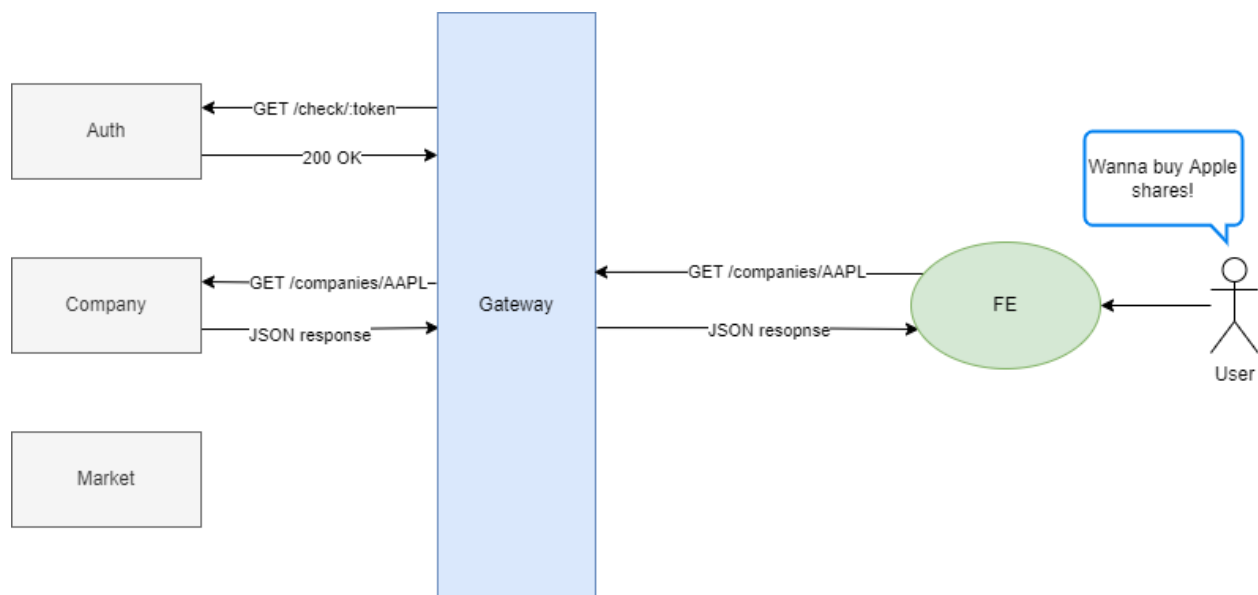 GET /check/:token
Auth
200 OK
Wanna buy Apple
shares!
GET /companies/AAPL
GET /companies/AAPL
Company
Gateway
FE
JSON response
JSON resopnse
User
Market